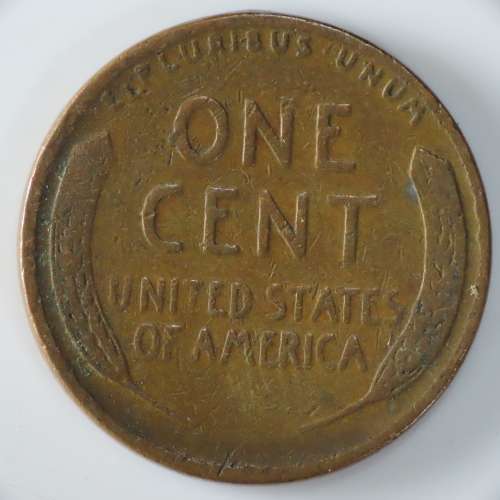 E PLURIBUS UNUM
ONE
CENT
UNITED STATES
OF AMERICA